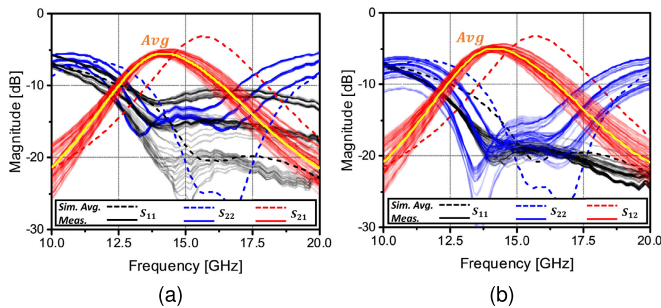 0
-10
-20
-30
Magnitude [dB]
Avg
Sim. Avg.
Meas.
S11
S22
S21
10.0
12.5
15.0
17.5
20.0
Frequency [GHz]
(a)
0
-10
-20
-30
Magnitude [dB]
Avg
Sim. Avg.
Meas.
S11
S22
S12
10.0
12.5
15.0
17.5
20.0
Frequency [GHz]
(b)